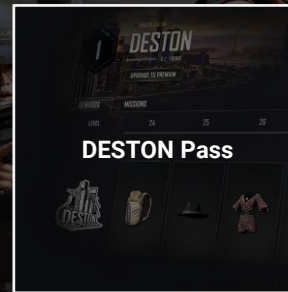 1
DESTON
UPGRADE TO PREMIUM
REWARDS MISSIONS
LEVEL 24 25 26
DESTON Pass
DESTON